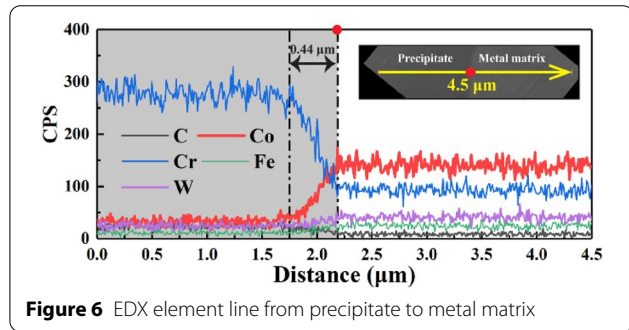 0.44 μm
400
300
200
100
0
CPS
Precipitate Metal matrix
4.5 μm
C Co
Cr Fe
W
0.0 0.5 1.0 1.5 2.0 2.5 3.0 3.5 4.0 4.5
Distance (μm)
Figure 6 EDX element line from precipitate to metal matrix